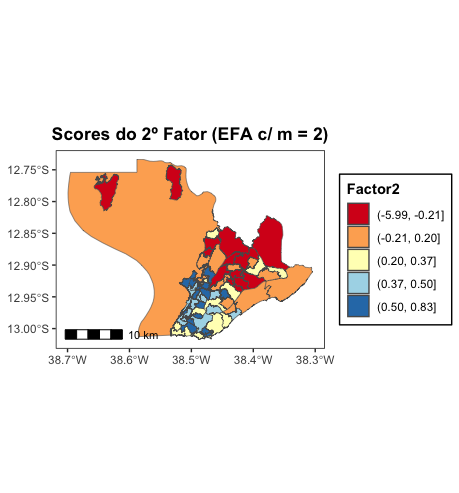 Scores do 2º Fator (EFA c/ m = 2)
12.75°S
12.80°S
12.85°S
12.90°S
12.95°S
13.00°S
10 km
38.7°W
38.6°W
38.5°W
38.4°W
38.3°W
Factor2
(-5.99, -0.21]
(-0.21, 0.20]
(0.20, 0.37]
(0.37, 0.50]
(0.50, 0.83]